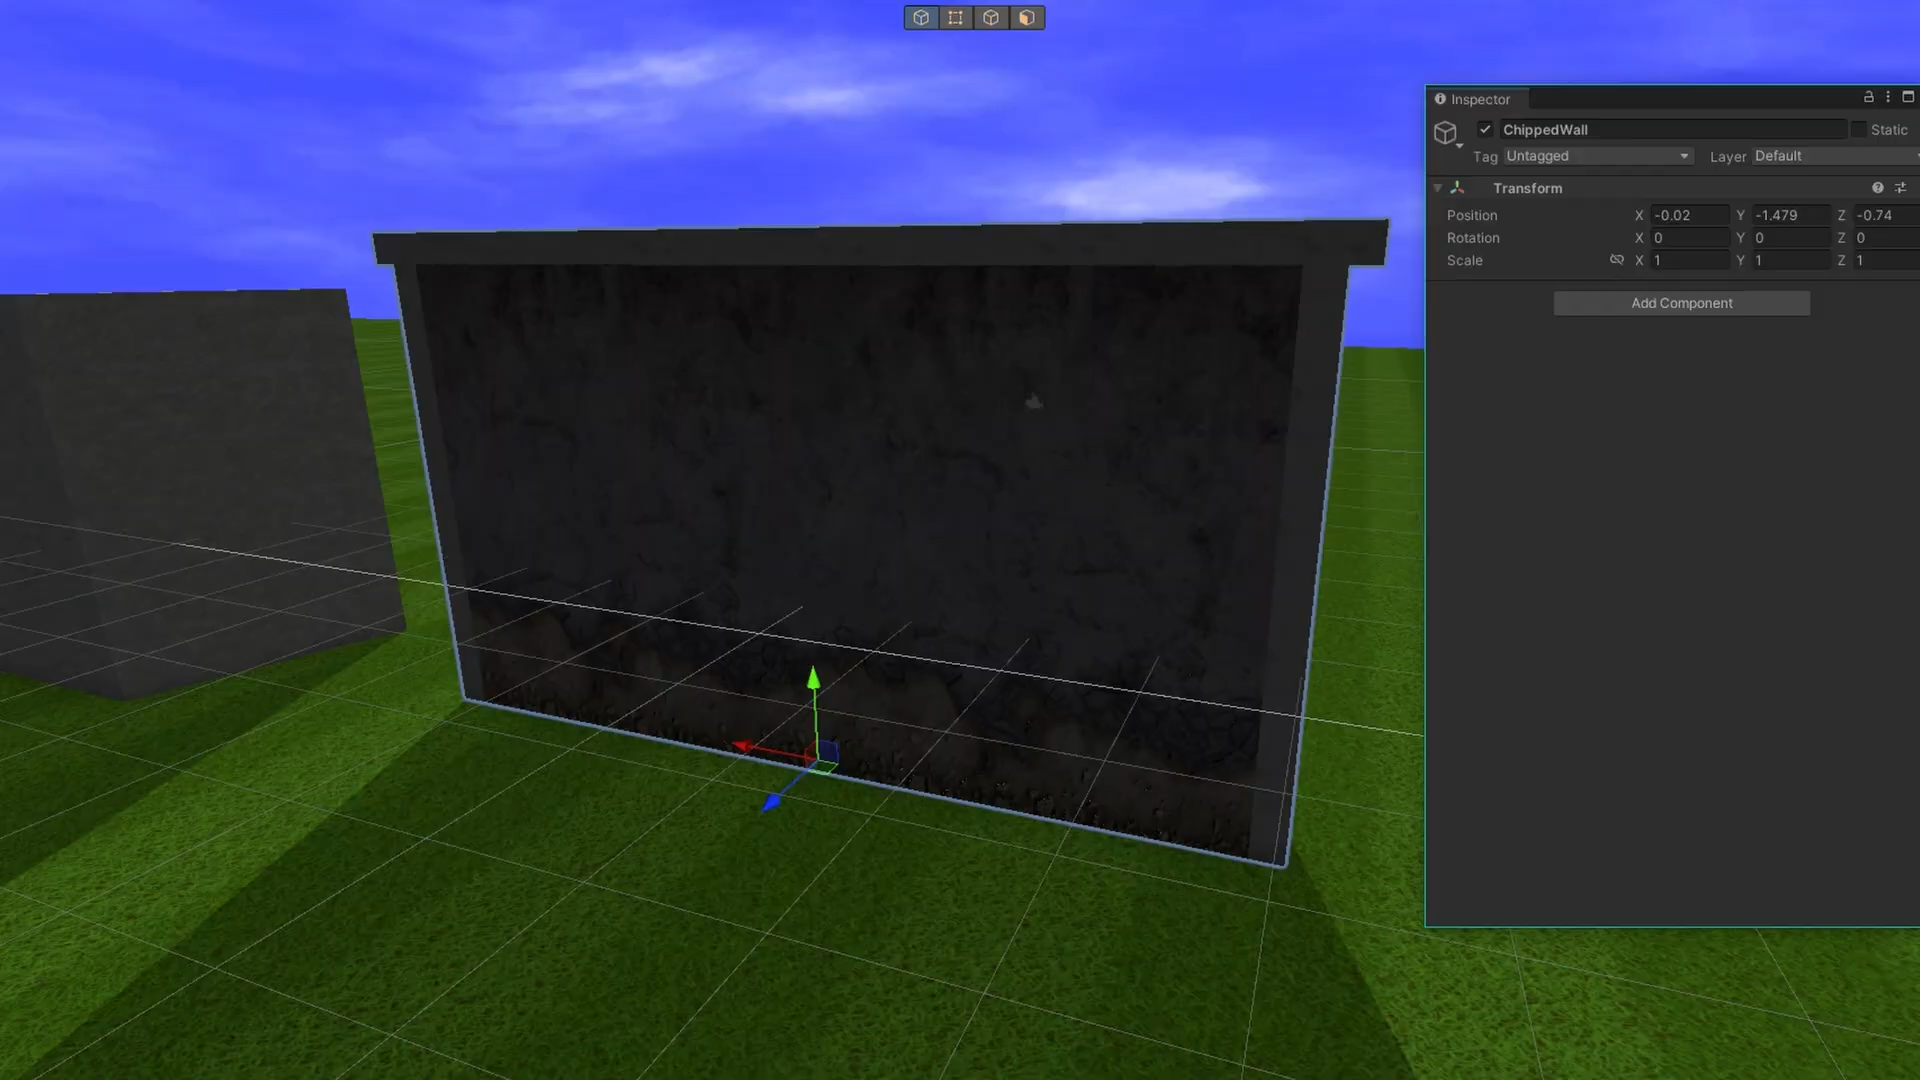 Inspector
ChippedWall
Static
Tag Untagged
Layer Default
Transform
Position X -0.02 Y -1.479 Z -0.74
Rotation X 0 Y 0 Z 0
Scale X 1 Y 1 Z 1
Add Component